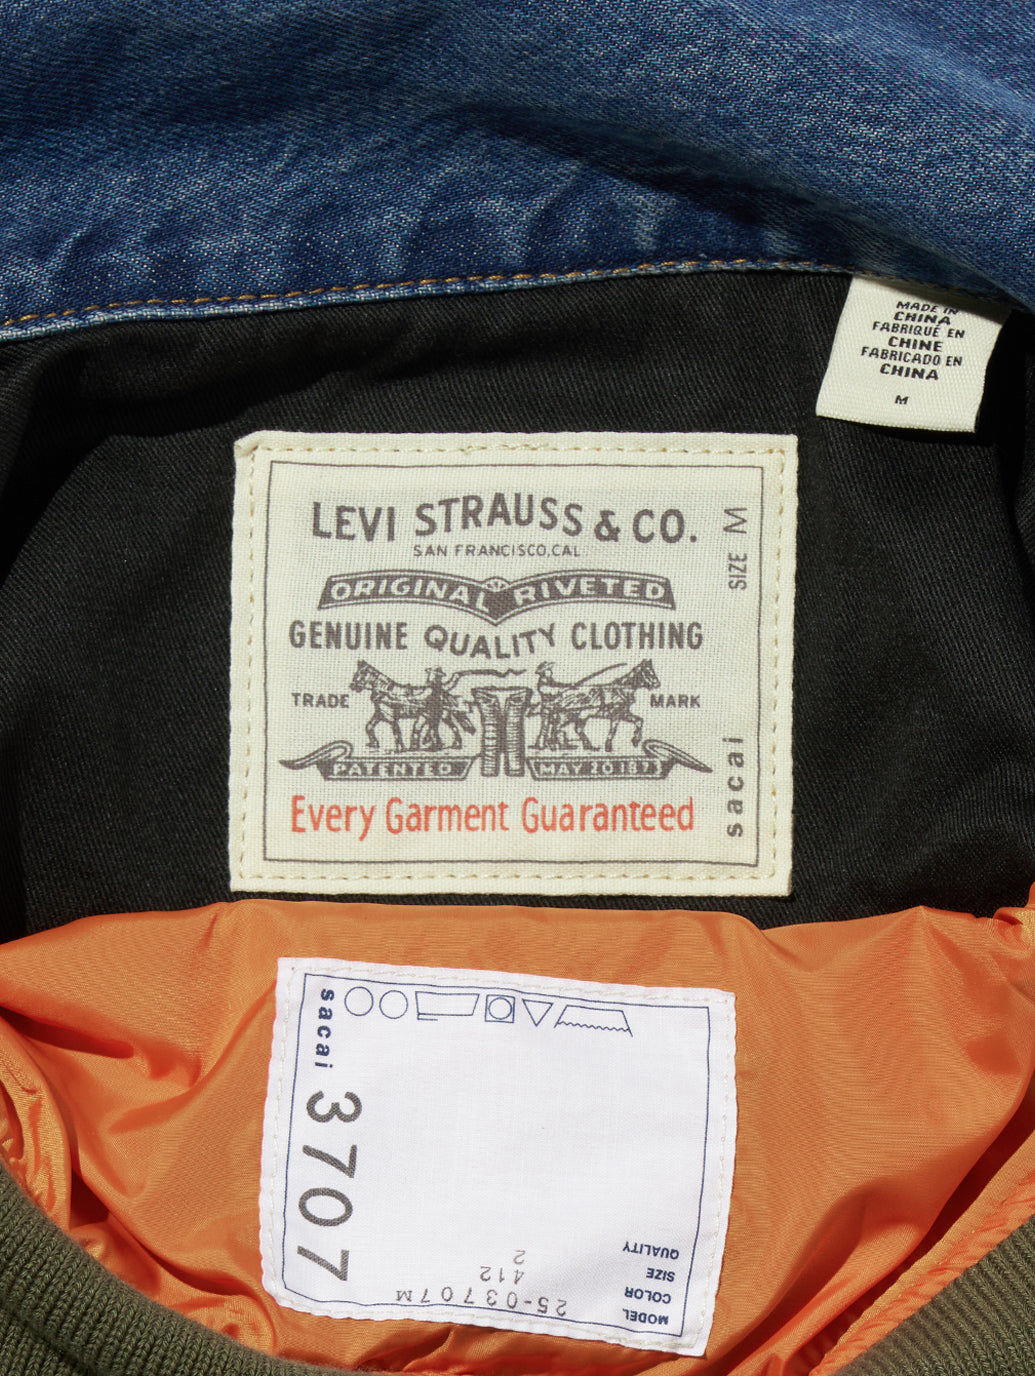 MADE IN
CHINA
FABRIQUÉ EN
CHINE
FABRICADO EN
CHINA
M
LEVI STRAUSS & CO.
SAN FRANCISCO, CAL
ORIGINAL RIVETED
GENUINE QUALITY CLOTHING
TRADE MARK
PATENTED MAY 20 1873
Every Garment Guaranteed
SIZE M
sacai
sacai
3707
MODEL 25-03707M
COLOR 412
SIZE 2
QUALITY